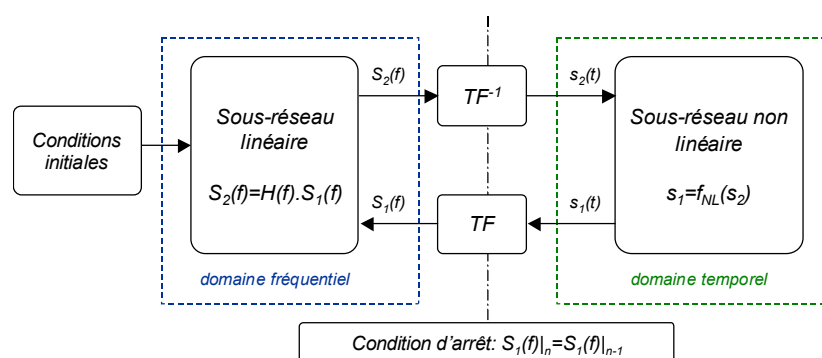 Conditions
initiales
Sous-réseau
linéaire
S₂(f)=H(f).S₁(f)
domaine fréquentiel
S₂(f)
TF⁻¹
s₂(t)
S₁(f)
TF
s₁(t)
Sous-réseau non
linéaire
s₁=f_NL(s₂)
domaine temporel
Condition d'arrêt: S₁(f)|ₙ=S₁(f)|ₙ₋₁